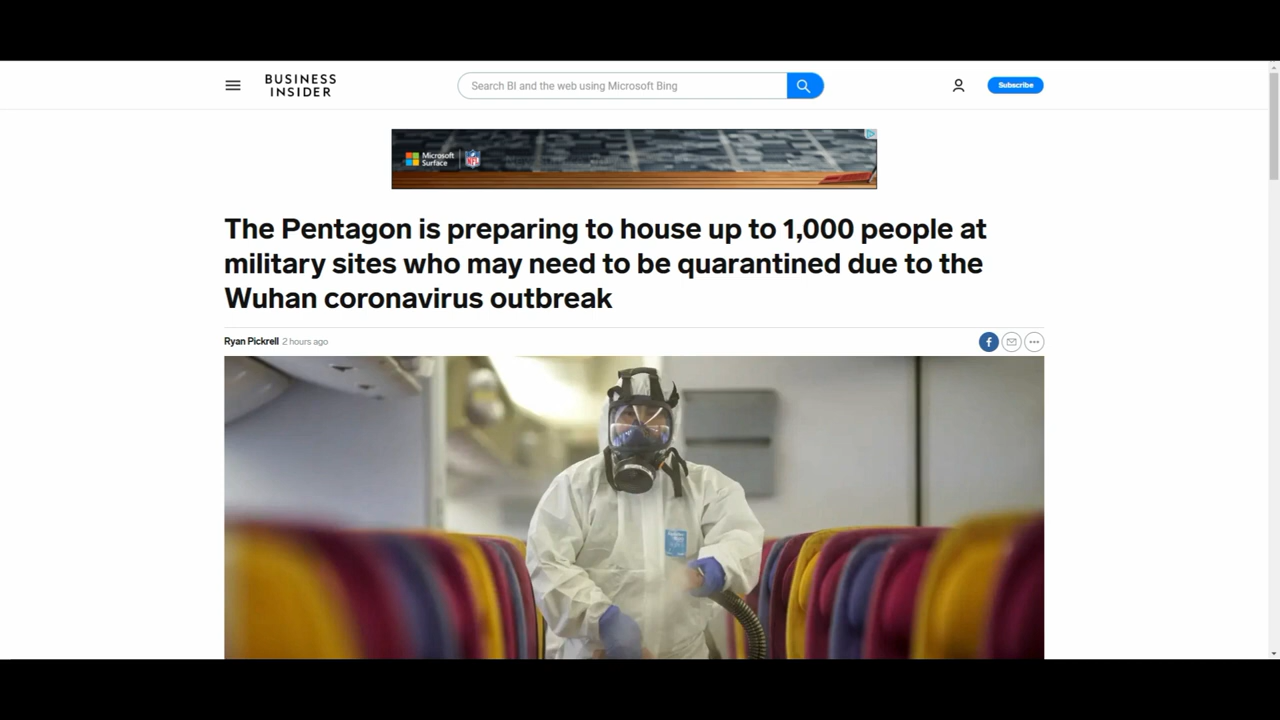 BUSINESS
INSIDER
Search BI and the web using Microsoft Bing
Subscribe
Microsoft
Surface
NFL
The Pentagon is preparing to house up to 1,000 people at
military sites who may need to be quarantined due to the
Wuhan coronavirus outbreak
Ryan Pickrell 2 hours ago
f